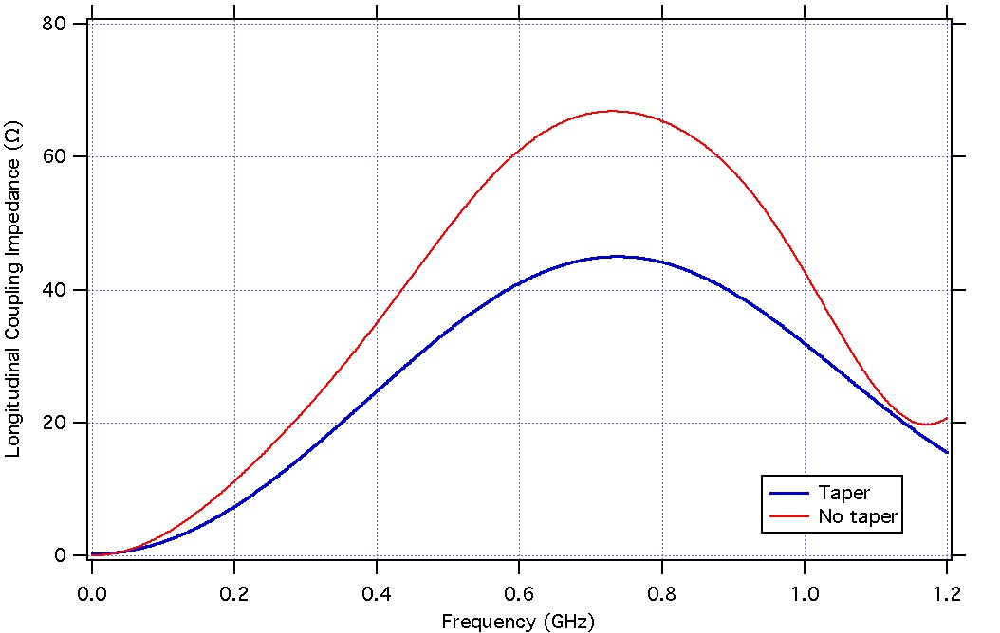 80
60
40
20
0
Longitudinal Coupling Impedance (Ω)
Taper
No taper
0.0 0.2 0.4 0.6 0.8 1.0 1.2
Frequency (GHz)